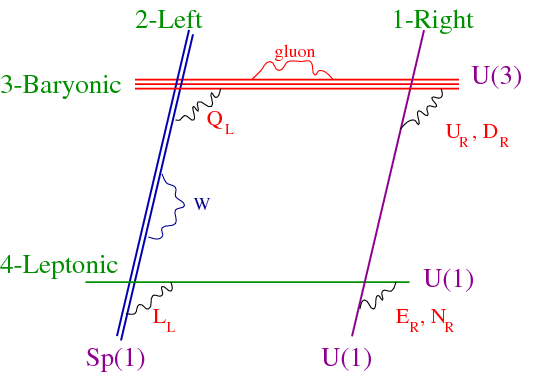 2-Left
1-Right
gluon
3-Baryonic
U(3)
Q_L
U_R, D_R
W
4-Leptonic
U(1)
L_L
E_R, N_R
Sp(1)
U(1)